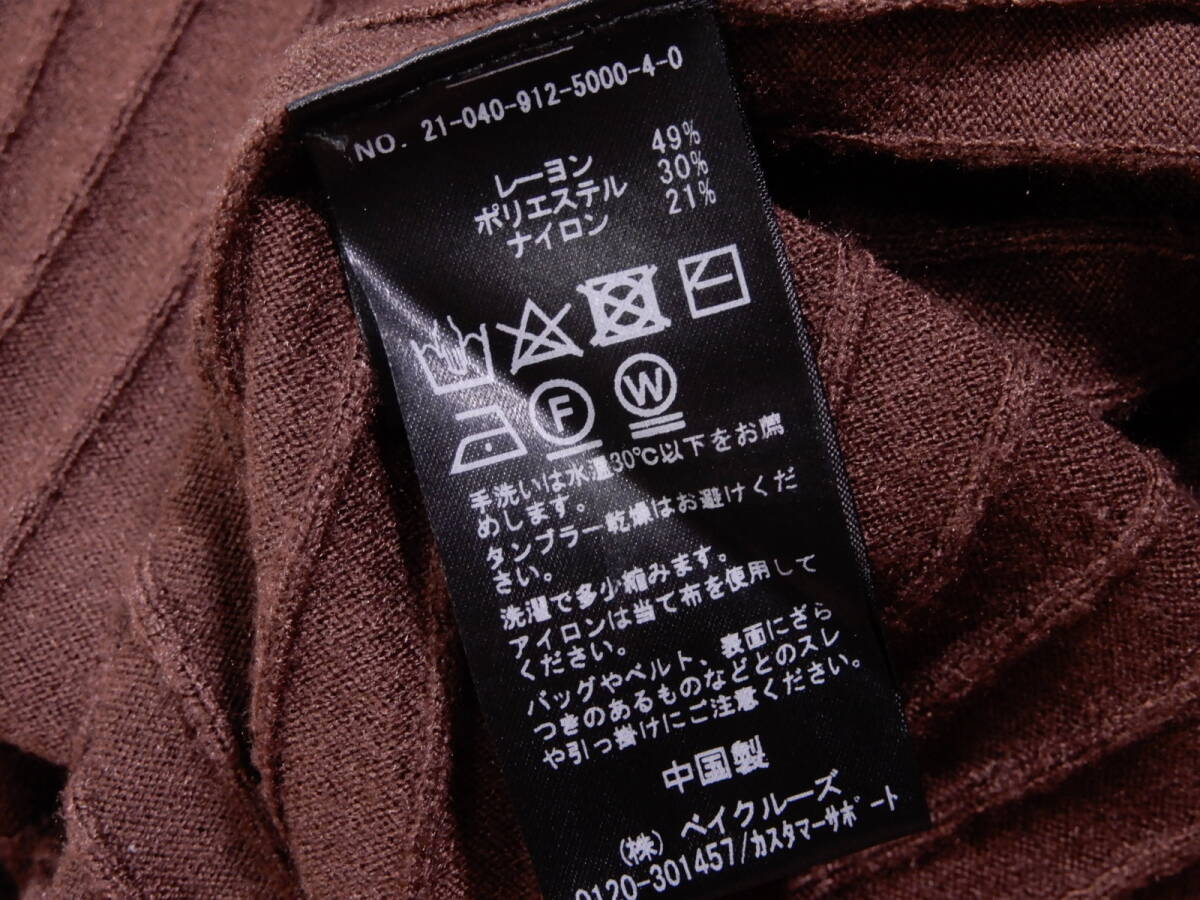 NO. 21-040-912-5000-4-0
レーヨン 49%
ポリエステル 30%
ナイロン 21%
F W
手洗いは水温30℃以下をお薦
めします。
タンブラー乾燥はお避けくだ
さい。
洗濯で多少縮みます。
アイロンは当て布を使用して
ください。
バッグやベルト、表面にざら
つきのあるものなどとのスレ
や引っ掛けにご注意ください。
中国製
(株) ベイクルーズ
0120-301457/カスタマーサポート